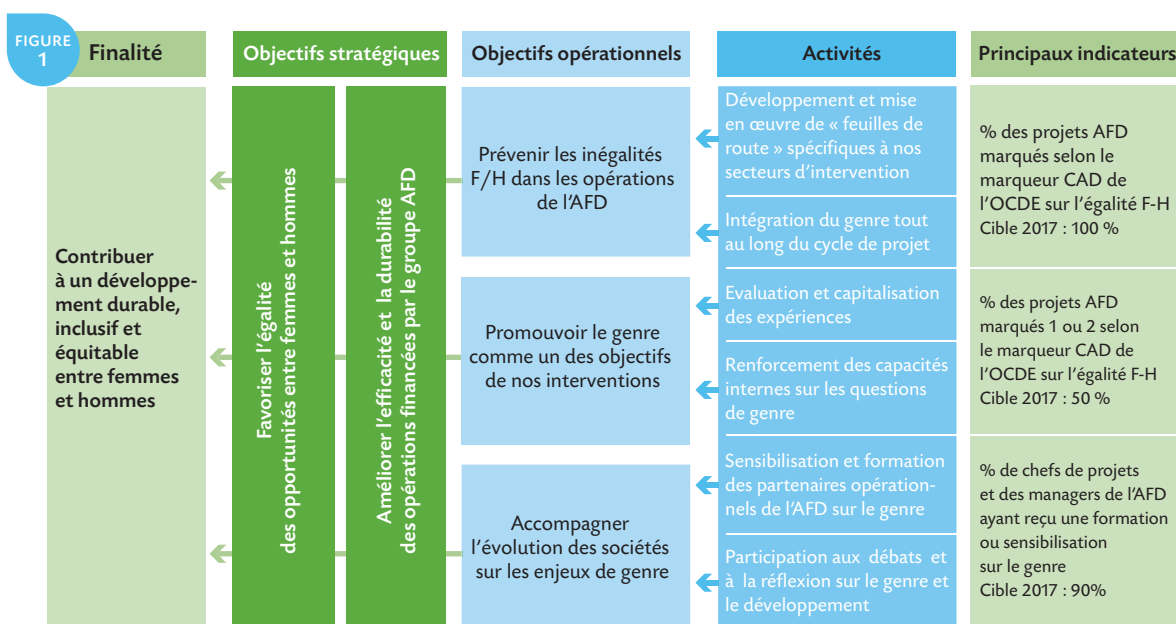 FIGURE
1
Finalité
Objectifs stratégiques
Objectifs opérationnels
Activités
Principaux indicateurs
Contribuer
à un développe-
ment durable,
inclusif et
équitable
entre femmes
et hommes
Favoriser l'égalité
des opportunités entre femmes et hommes
Améliorer l'efficacité et la durabilité
des opérations financées par le groupe AFD
Prévenir les inégalités
F/H dans les opérations
de l'AFD
Promouvoir le genre
comme un des objectifs
de nos interventions
Accompagner
l'évolution des sociétés
sur les enjeux de genre
Développement et mise
en œuvre de « feuilles de
route » spécifiques à nos
secteurs d'intervention
Intégration du genre tout
au long du cycle de projet
Evaluation et capitalisation
des expériences
Renforcement des capacités
internes sur les questions
de genre
Sensibilisation et formation
des partenaires opération-
nels de l'AFD sur le genre
Participation aux débats et
à la réflexion sur le genre et
le développement
% des projets AFD
marqués selon le
marqueur CAD de
l'OCDE sur l'égalité F-H
Cible 2017 : 100 %
% des projets AFD
marqués 1 ou 2 selon
le marqueur CAD de
l'OCDE sur l'égalité F-H
Cible 2017 : 50 %
% de chefs de projets
et des managers de l'AFD
ayant reçu une formation
ou sensibilisation
sur le genre
Cible 2017 : 90%